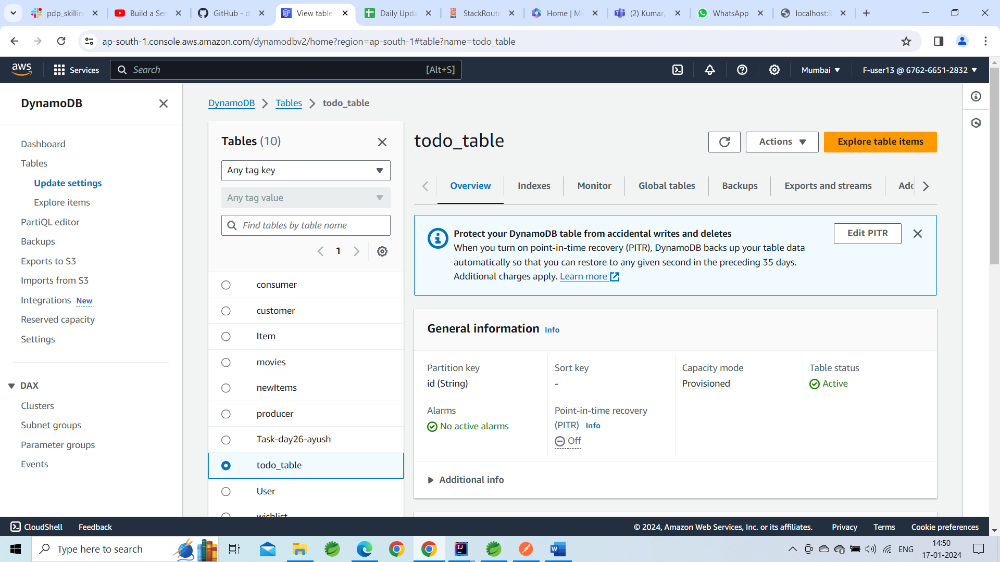 pdp_skillin
Build a Ser
GitHub - d
View table
Daily Upda
StackRoute
Home | Mi
(2) Kumar,
WhatsApp
localhost:8
ap-south-1.console.aws.amazon.com/dynamodbv2/home?region=ap-south-1#table?name=todo_table
aws
Services
Search
[Alt+S]
Mumbai
F-user13 @ 6762-6651-2832
DynamoDB
Dashboard
Tables
Update settings
Explore items
PartiQL editor
Backups
Exports to S3
Imports from S3
Integrations New
Reserved capacity
Settings
DAX
Clusters
Subnet groups
Parameter groups
Events
DynamoDB
Tables
todo_table
Tables (10)
Any tag key
Any tag value
Find tables by table name
1
consumer
customer
Item
movies
newItems
producer
Task-day26-ayush
todo_table
User
wishlist
todo_table
Actions
Explore table items
Overview
Indexes
Monitor
Global tables
Backups
Exports and streams
Add
Protect your DynamoDB table from accidental writes and deletes
When you turn on point-in-time recovery (PITR), DynamoDB backs up your table data
automatically so that you can restore to any given second in the preceding 35 days.
Additional charges apply. Learn more
Edit PITR
General information Info
Partition key
id (String)
Sort key
-
Capacity mode
Provisioned
Table status
Active
Alarms
No active alarms
Point-in-time recovery
(PITR) Info
Off
Additional info
CloudShell
Feedback
© 2024, Amazon Web Services, Inc. or its affiliates.
Privacy
Terms
Cookie preferences
Type here to search
ENG
14:50
17-01-2024